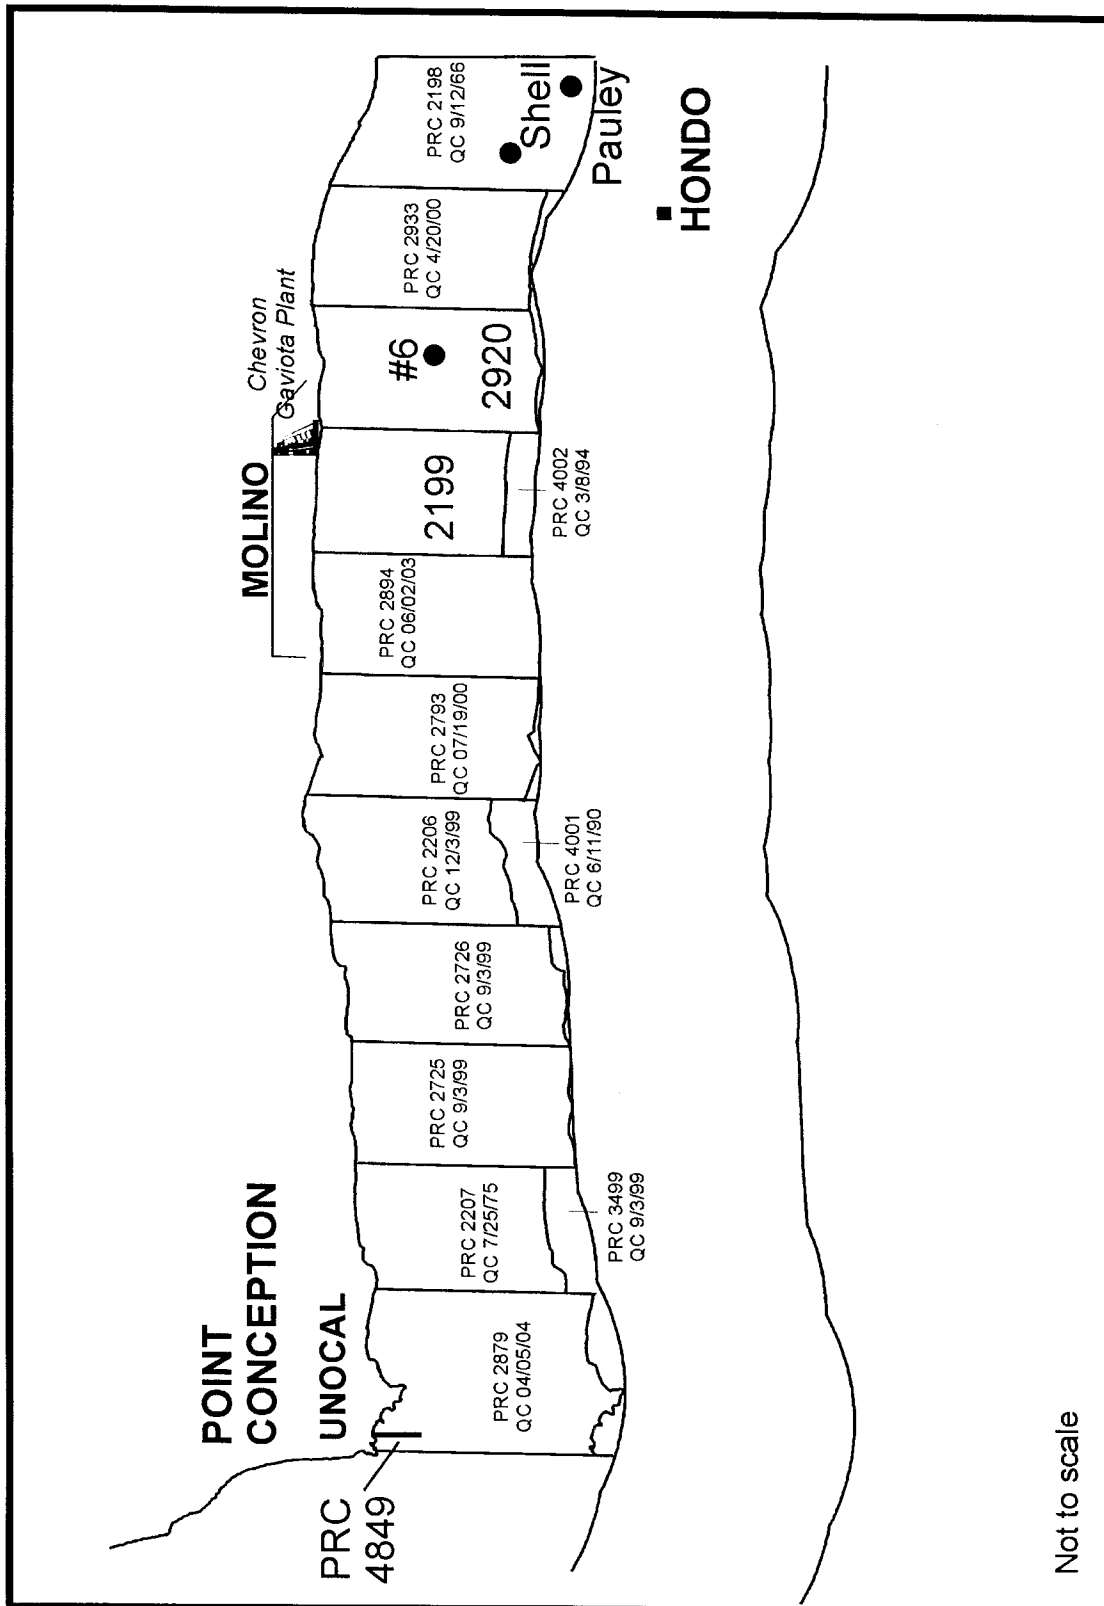 POINT
CONCEPTION
UNOCAL
PRC
4849
PRC 2879
QC 04/05/04
PRC 2207
QC 7/25/75
PRC 3499
QC 9/3/99
PRC 2725
QC 9/3/99
PRC 2726
QC 9/3/99
PRC 2206
QC 12/3/99
PRC 4001
QC 6/11/90
PRC 2793
QC 07/19/00
PRC 2894
QC 06/02/03
MOLINO
2199
PRC 4002
QC 3/8/94
Chevron
Gaviota Plant
#6
2920
PRC 2933
QC 4/20/00
PRC 2198
QC 9/12/66
Shell
Pauley
HONDO
Not to scale